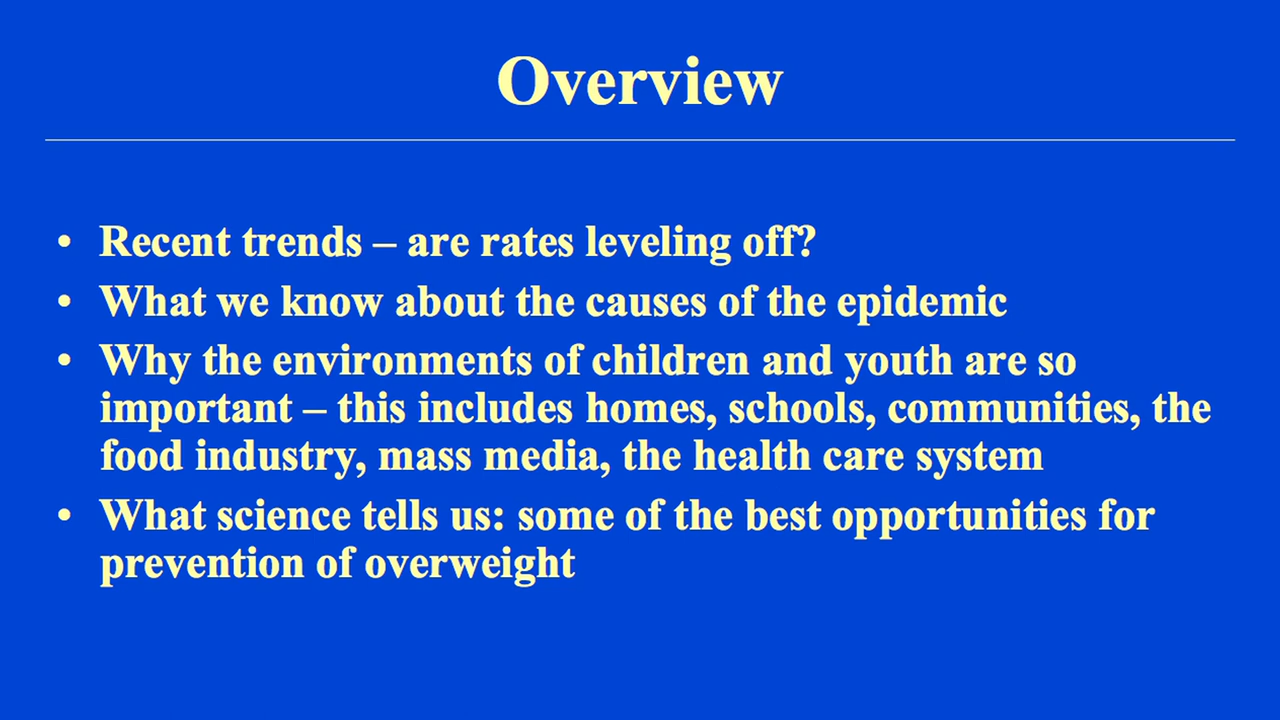 Overview
• Recent trends – are rates leveling off?
• What we know about the causes of the epidemic
• Why the environments of children and youth are so
important – this includes homes, schools, communities, the
food industry, mass media, the health care system
• What science tells us: some of the best opportunities for
prevention of overweight